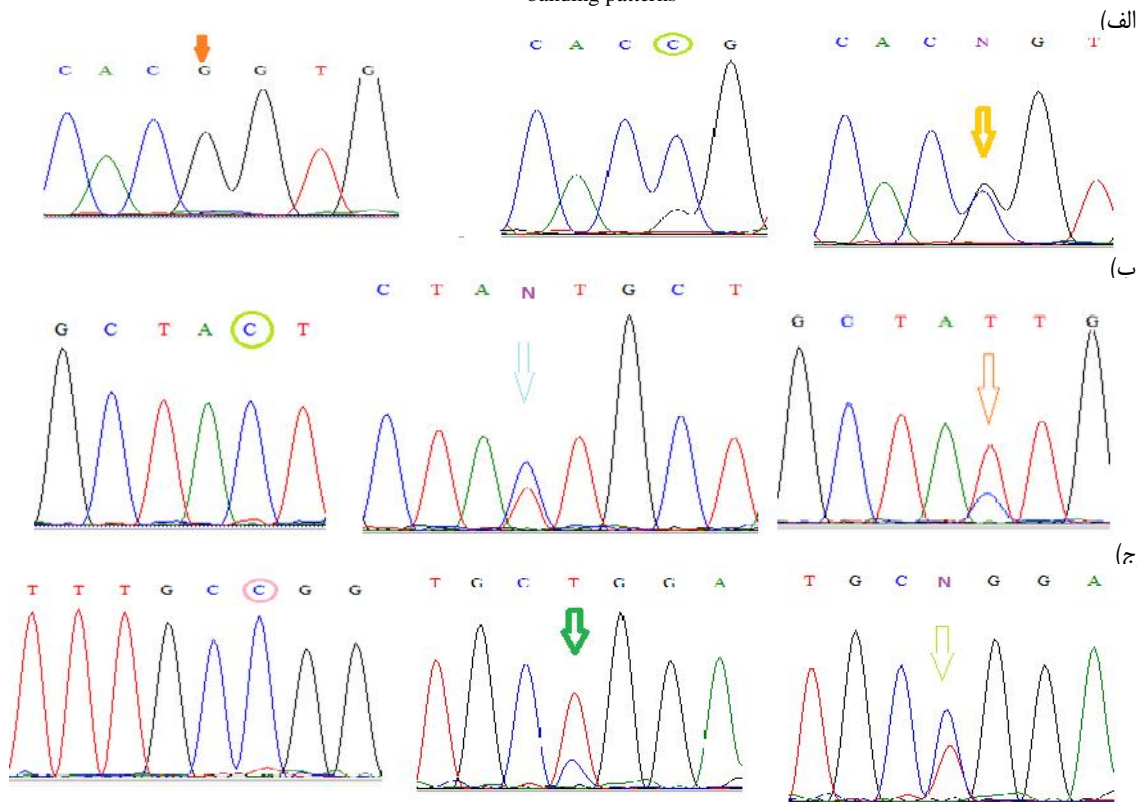 banding patterns
الف)
C A C G G T G
C A C C G
C A C N G T
ب)
G C T A C T
C T A N T G C T
G C T A T T G
ج)
T T T G C C G G
T G C T G G A
T G C N G G A